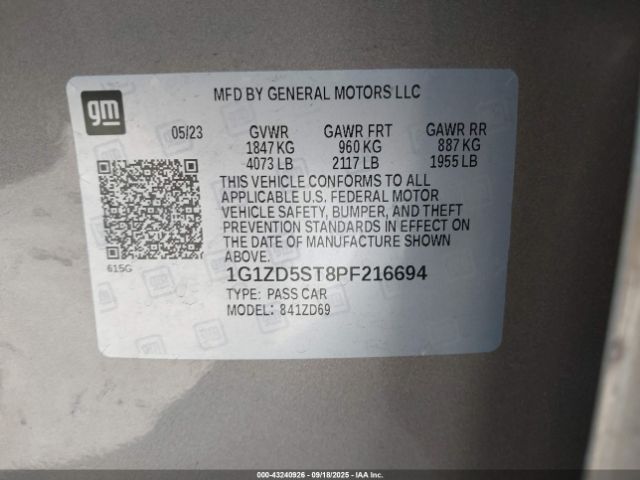 gm
MFD BY GENERAL MOTORS LLC
05/23 GVWR GAWR FRT GAWR RR
1847 KG 960 KG 887 KG
4073 LB 2117 LB 1955 LB
THIS VEHICLE CONFORMS TO ALL
APPLICABLE U.S. FEDERAL MOTOR
VEHICLE SAFETY, BUMPER, AND THEFT
PREVENTION STANDARDS IN EFFECT ON
THE DATE OF MANUFACTURE SHOWN
ABOVE.
615G
1G1ZD5ST8PF216694
TYPE: PASS CAR
MODEL: 841ZD69
000-43240926 - 09/18/2025 - IAAI.COM